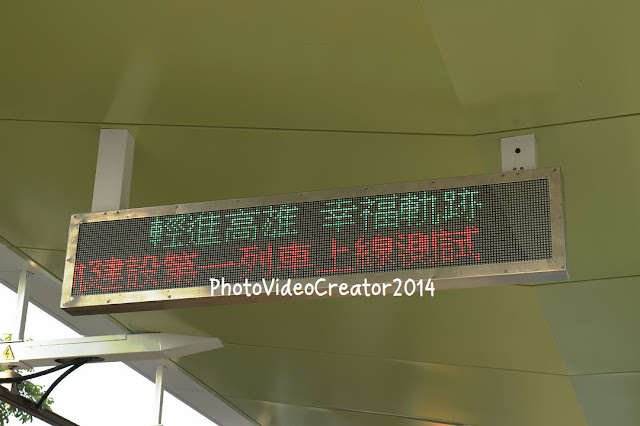 輕進高雄 幸福軌跡
建設第一列車上線測試
PhotoVideoCreator2014